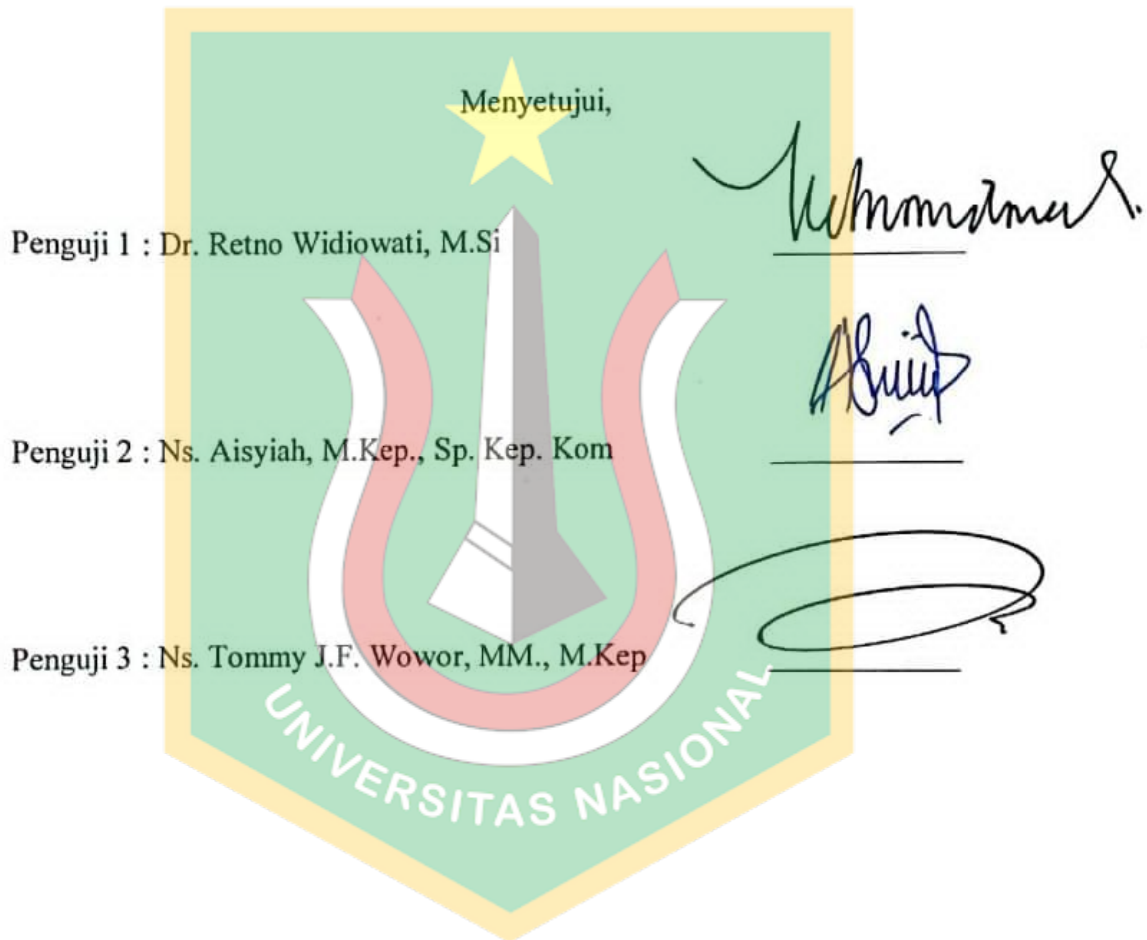 Menyetujui,
Penguji 1 : Dr. Retno Widiowati, M.Si
Penguji 2 : Ns. Aisyiah, M.Kep., Sp. Kep. Kom
Penguji 3 : Ns. Tommy J.F. Wowor, MM., M.Kep
UNIVERSITAS NASIONAL